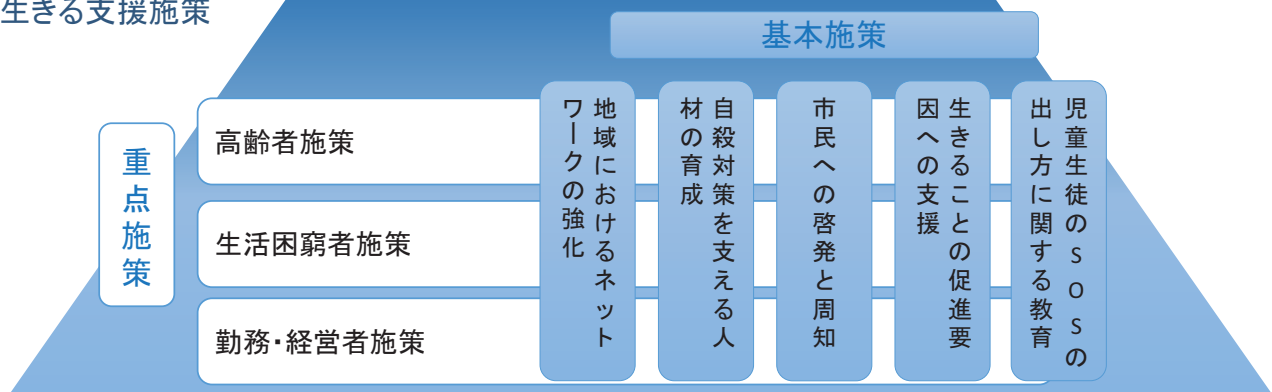 生きる支援施策
基本施策
重点施策
高齢者施策
生活困窮者施策
勤務・経営者施策
地域におけるネット
ワークの強化
自殺対策を支える人
材の育成
市民への啓発と周知
生きることの促進要
因への支援
児童生徒のSOSの
出し方に関する教育